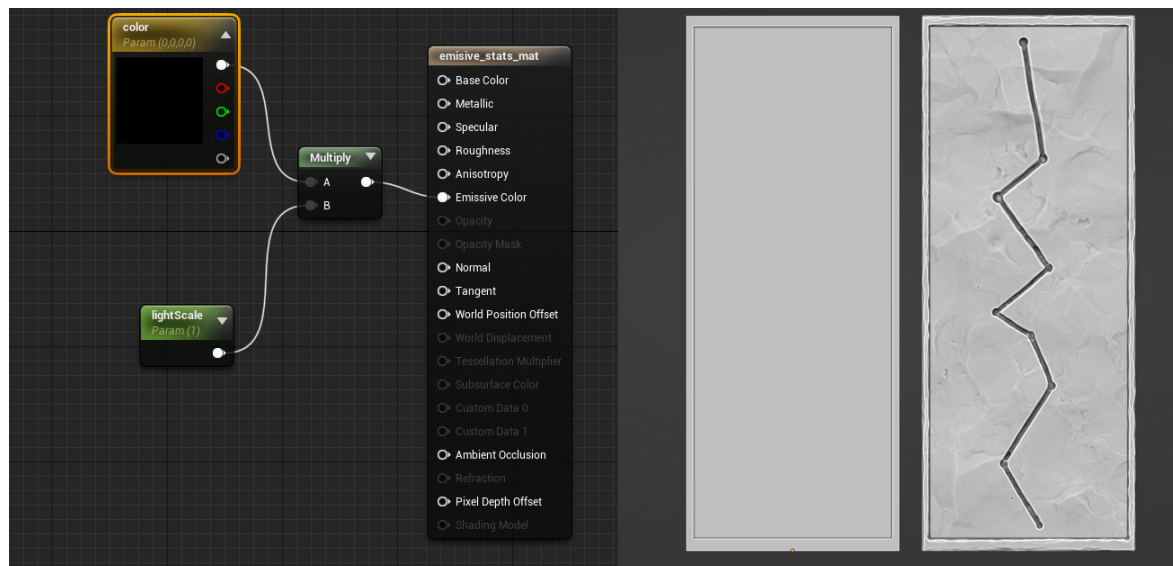 color
Param (0,0,0,0)
Multiply
A
B
lightScale
Param (1)
emisive_stats_mat
Base Color
Metallic
Specular
Roughness
Anisotropy
Emissive Color
Opacity
Opacity Mask
Normal
Tangent
World Position Offset
World Displacement
Tessellation Multiplier
Subsurface Color
Custom Data 0
Custom Data 1
Ambient Occlusion
Refraction
Pixel Depth Offset
Shading Model